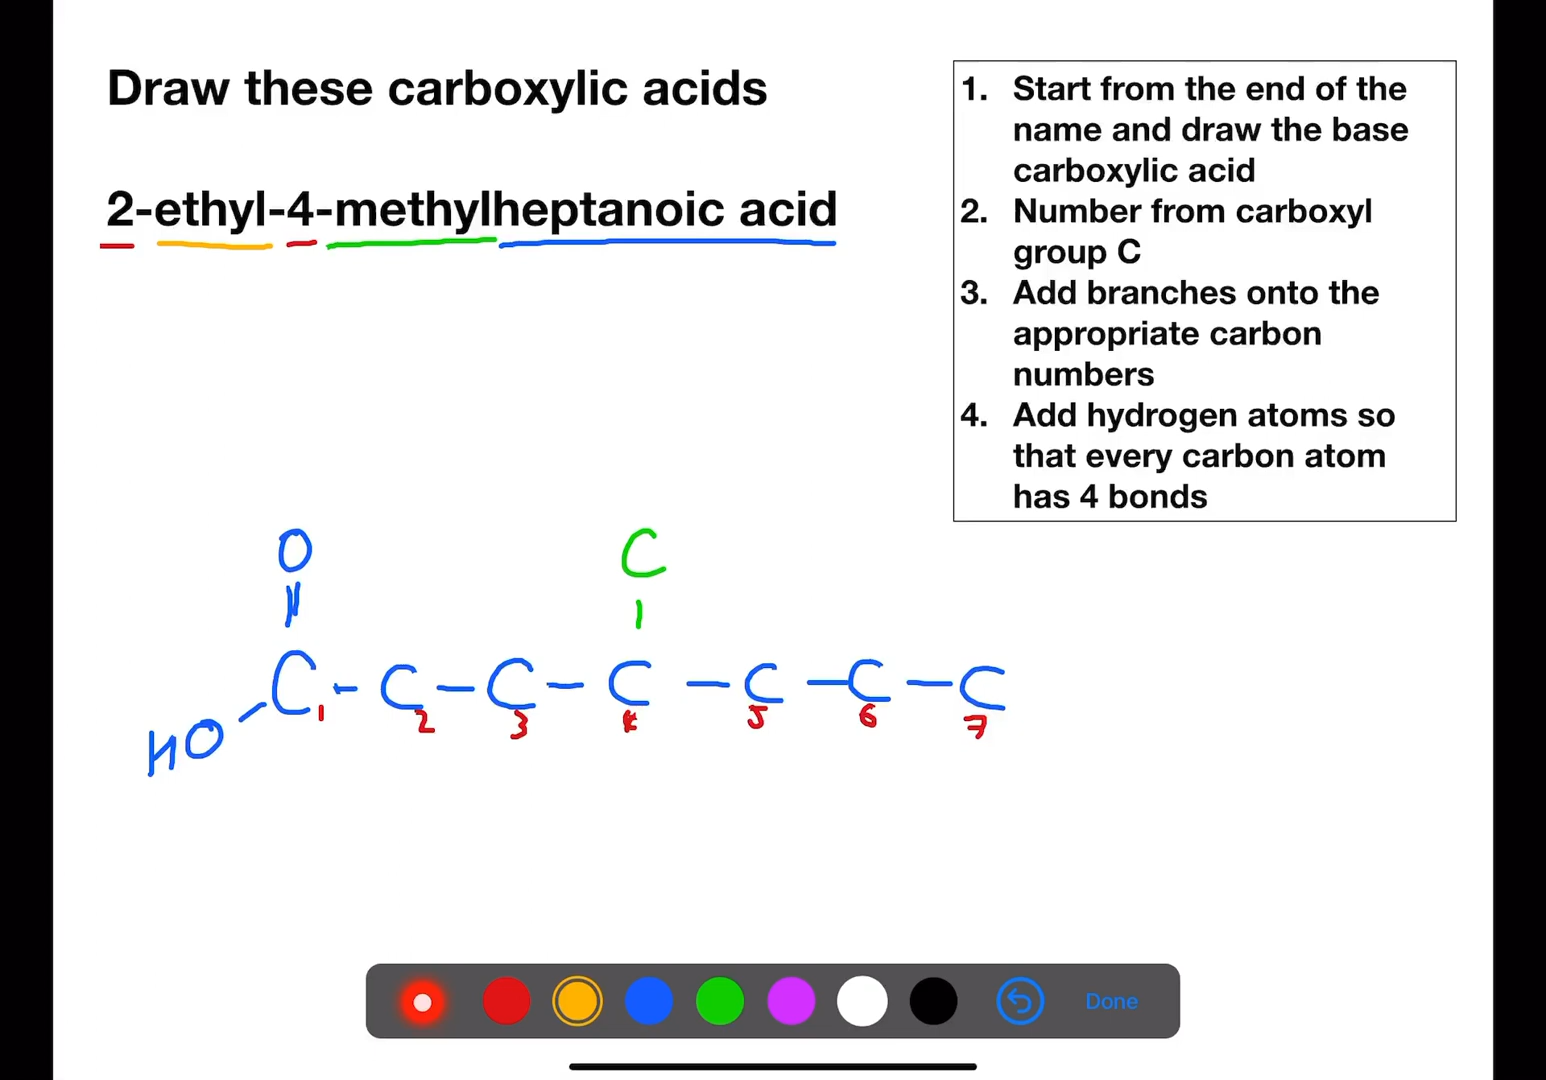 Draw these carboxylic acids
2-ethyl-4-methylheptanoic acid
1. Start from the end of the
name and draw the base
carboxylic acid
2. Number from carboxyl
group C
3. Add branches onto the
appropriate carbon
numbers
4. Add hydrogen atoms so
that every carbon atom
has 4 bonds
O C
C - C - C - C - C - C - C
1 2 3 4 5 6 7
HO
Done